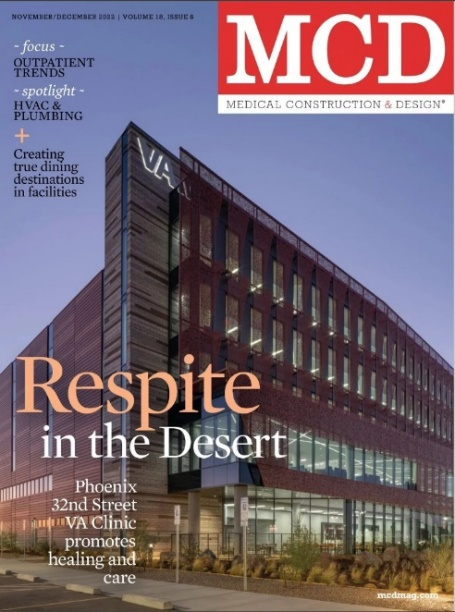 NOVEMBER/DECEMBER 2022 | VOLUME 18, ISSUE 6
MCD
MEDICAL CONSTRUCTION & DESIGN®
- focus -
OUTPATIENT
TRENDS
- spotlight -
HVAC &
PLUMBING
+
Creating
true dining
destinations
in facilities
VA
Respite
in the Desert
Phoenix
32nd Street
VA Clinic
promotes
healing and
care
mcdmag.com